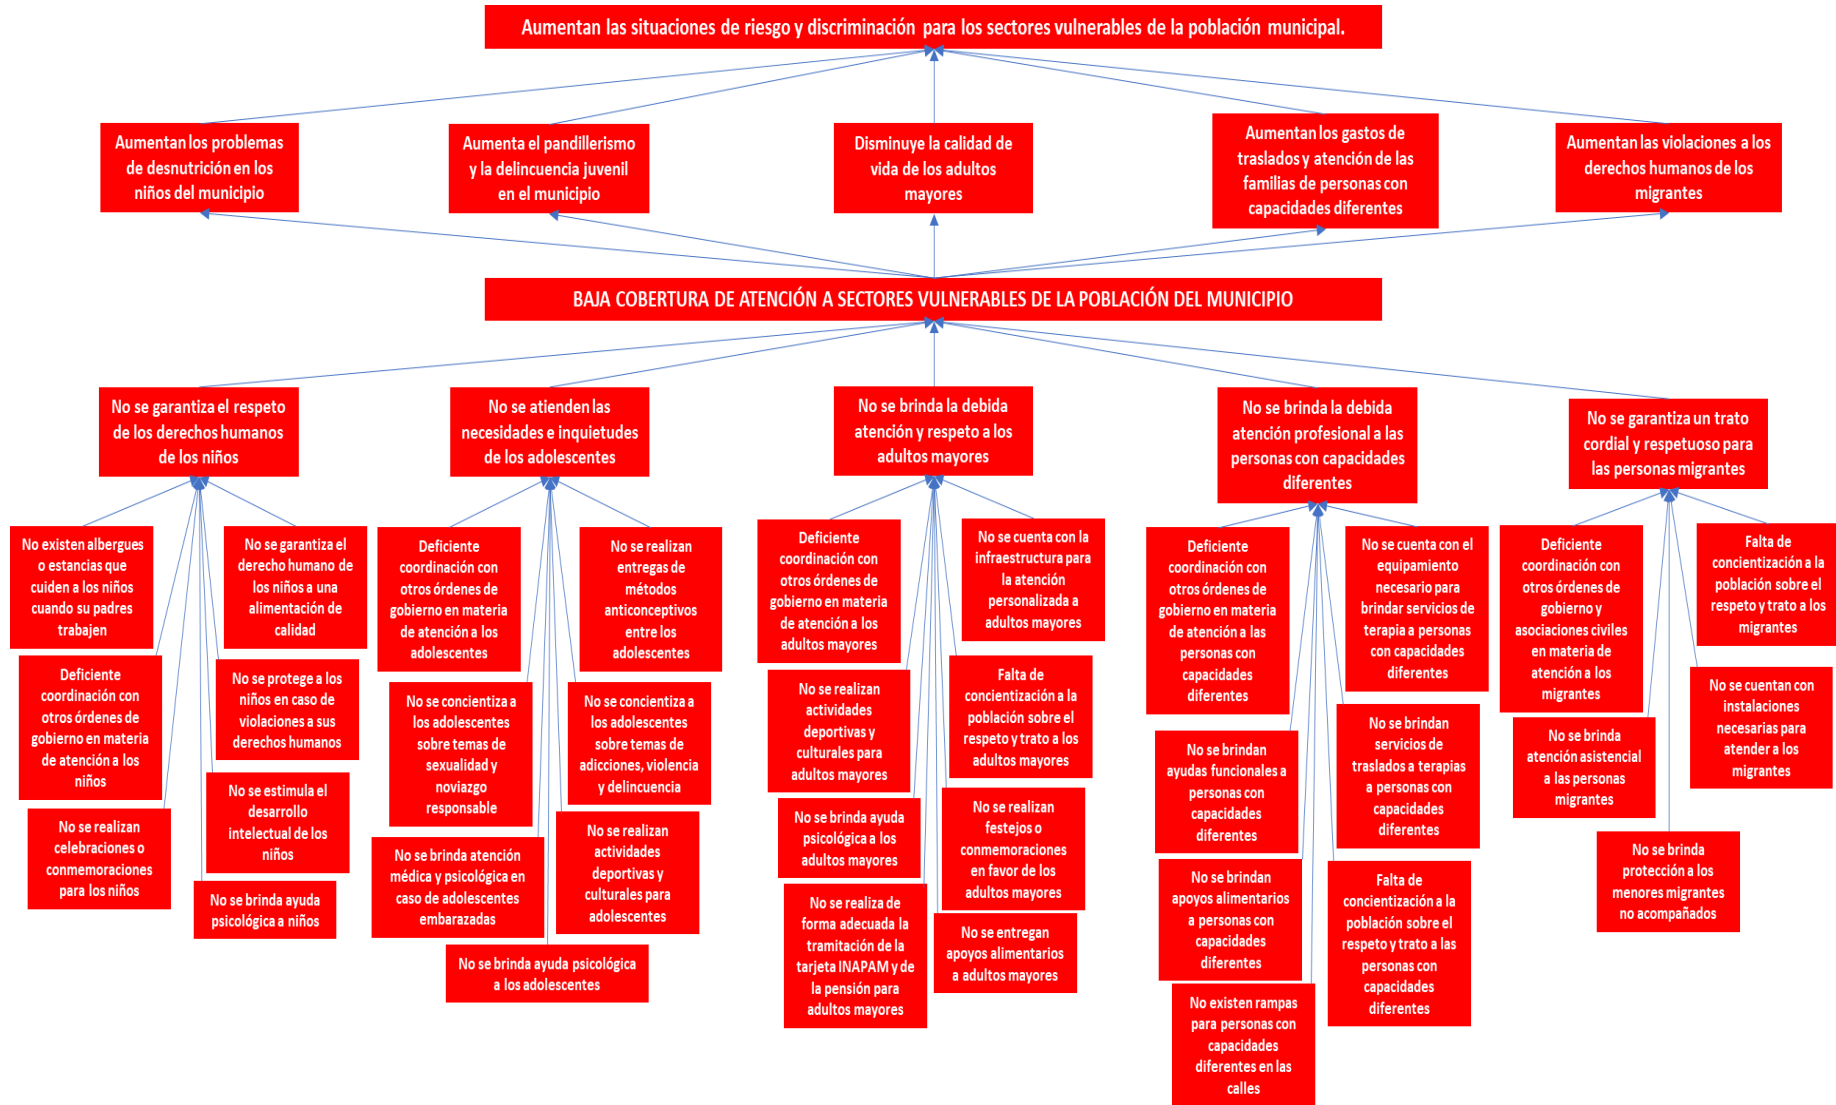 Aumentan las situaciones de riesgo y discriminación para los sectores vulnerables de la población municipal.
Aumentan los problemas
de desnutrición en los
niños del municipio
Aumenta el pandillerismo
y la delincuencia juvenil
en el municipio
Disminuye la calidad de
vida de los adultos
mayores
Aumentan los gastos de
traslados y atención de las
familias de personas con
capacidades diferentes
Aumentan las violaciones a los
derechos humanos de los
migrantes
BAJA COBERTURA DE ATENCIÓN A SECTORES VULNERABLES DE LA POBLACIÓN DEL MUNICIPIO
No se garantiza el respeto
de los derechos humanos
de los niños
No se atienden las
necesidades e inquietudes
de los adolescentes
No se brinda la debida
atención y respeto a los
adultos mayores
No se brinda la debida
atención profesional a las
personas con capacidades
diferentes
No se garantiza un trato
cordial y respetuoso para
las personas migrantes
No existen albergues
o estancias que
cuiden a los niños
cuando su padres
trabajen
No se garantiza el
derecho humano de
los niños a una
alimentación de
calidad
Deficiente
coordinación con
otros órdenes de
gobierno en materia
de atención a los
niños
No se protege a los
niños en caso de
violaciones a sus
derechos humanos
No se realizan
celebraciones o
conmemoraciones
para los niños
No se estimula el
desarrollo
intelectual de los
niños
No se brinda ayuda
psicológica a niños
Deficiente
coordinación con
otros órdenes de
gobierno en materia
de atención a los
adolescentes
No se realizan
entregas de
métodos
anticonceptivos
entre los
adolescentes
No se concientiza a
los adolescentes
sobre temas de
sexualidad y
noviazgo
responsable
No se concientiza a
los adolescentes
sobre temas de
adicciones, violencia
y delincuencia
No se brinda atención
médica y psicológica en
caso de adolescentes
embarazadas
No se realizan
actividades
deportivas y
culturales para
adolescentes
No se brinda ayuda psicológica
a los adolescentes
Deficiente
coordinación con
otros órdenes de
gobierno en materia
de atención a los
adultos mayores
No se cuenta con la
infraestructura para
la atención
personalizada a
adultos mayores
No se realizan
actividades
deportivas y
culturales para
adultos mayores
Falta de
concientización a la
población sobre el
respeto y trato a los
adultos mayores
No se brinda ayuda
psicológica a los
adultos mayores
No se realizan
festejos o
conmemoraciones
en favor de los
adultos mayores
No se realiza de
forma adecuada la
tramitación de la
tarjeta INAPAM y de
la pensión para
adultos mayores
No se entregan
apoyos alimentarios
a adultos mayores
Deficiente
coordinación con
otros órdenes de
gobierno en materia
de atención a las
personas con
capacidades
diferentes
No se cuenta con el
equipamiento
necesario para
brindar servicios de
terapia a personas
con capacidades
diferentes
No se brindan
ayudas funcionales a
personas con
capacidades
diferentes
No se brindan
servicios de
traslados a terapias
a personas con
capacidades
diferentes
No se brindan
apoyos alimentarios
a personas con
capacidades
diferentes
Falta de
concientización a la
población sobre el
respeto y trato a las
personas con
capacidades
diferentes
No existen rampas
para personas con
capacidades
diferentes en las
calles
Deficiente
coordinación con
otros órdenes de
gobierno y
asociaciones civiles
en materia de
atención a los
migrantes
Falta de
concientización a la
población sobre el
respeto y trato a los
migrantes
No se brinda
atención asistencial
a las personas
migrantes
No se cuentan con
instalaciones
necesarias para
atender a los
migrantes
No se brinda
protección a los
menores migrantes
no acompañados